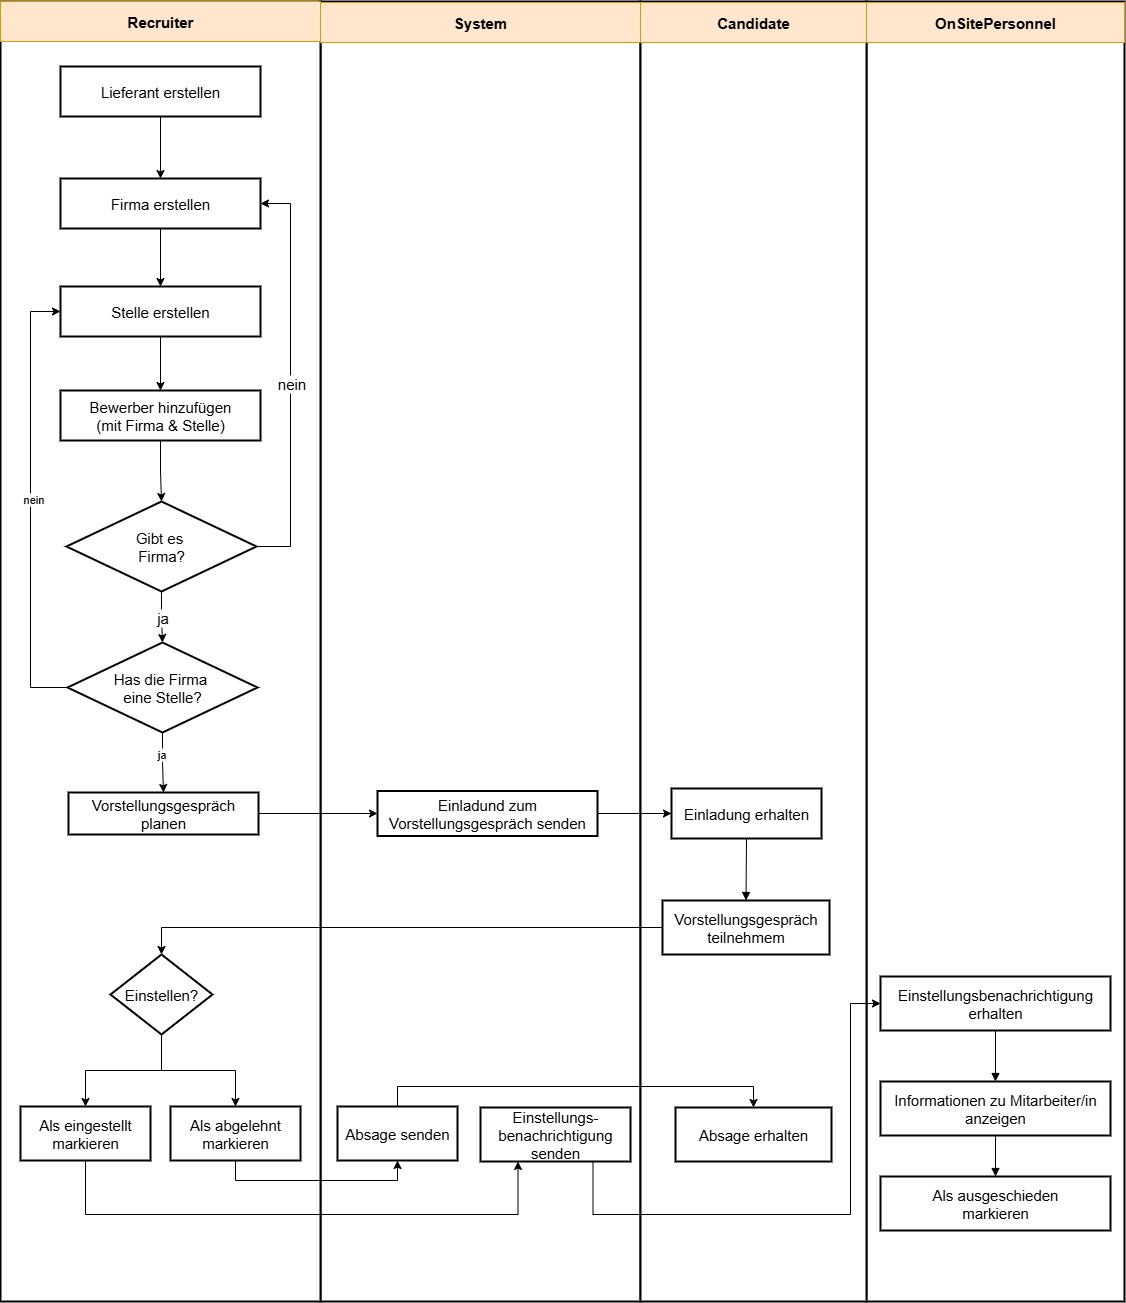 Recruiter
System
Candidate
OnSitePersonnel
Lieferant erstellen
Firma erstellen
Stelle erstellen
nein
Bewerber hinzufügen
(mit Firma & Stelle)
nein
Gibt es
Firma?
ja
Has die Firma
eine Stelle?
ja
Vorstellungsgespräch
planen
Einladund zum
Vorstellungsgespräch senden
Einladung erhalten
Vorstellungsgespräch
teilnehmem
Einstellen?
Einstellungsbenachrichtigung
erhalten
Als eingestellt
markieren
Als abgelehnt
markieren
Absage senden
Einstellungs-
benachrichtigung
senden
Absage erhalten
Informationen zu Mitarbeiter/in
anzeigen
Als ausgeschieden
markieren